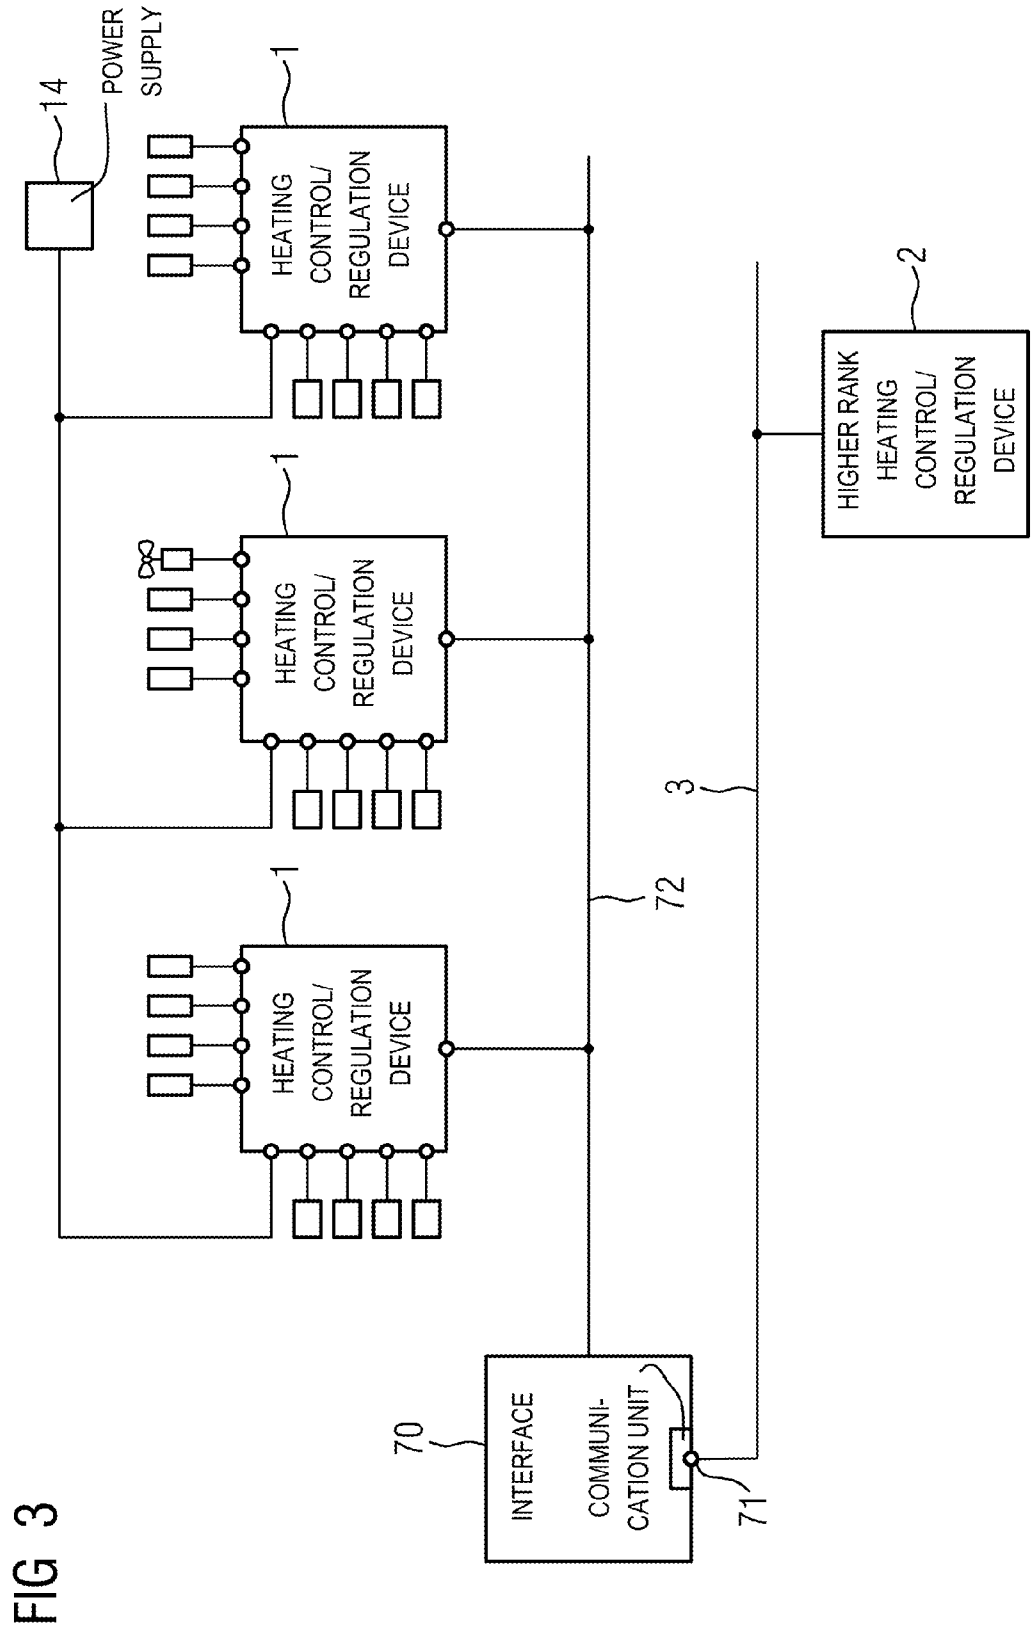 FIG 3
14
POWER
SUPPLY
1
HEATING
CONTROL/
REGULATION
DEVICE
1
HEATING
CONTROL/
REGULATION
DEVICE
1
HEATING
CONTROL/
REGULATION
DEVICE
70
INTERFACE
COMMUNI-
CATION UNIT
71
72
3
2
HIGHER RANK
HEATING
CONTROL/
REGULATION
DEVICE